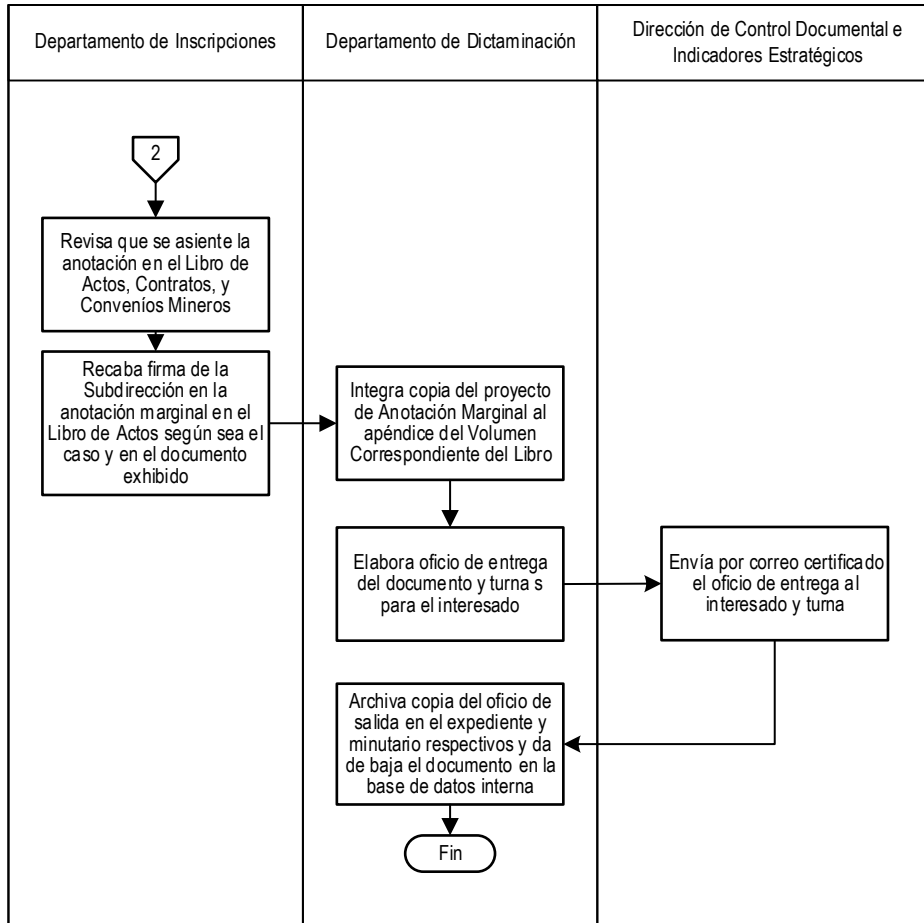 Departamento de Inscripciones
Departamento de Dictaminación
Dirección de Control Documental e
Indicadores Estratégicos
2
Revisa que se asiente la
anotación en el Libro de
Actos, Contratos, y
Conveníos Mineros
Recaba firma de la
Subdirección en la
anotación marginal en el
Libro de Actos según sea el
caso y en el documento
exhibido
Integra copia del proyecto
de Anotación Marginal al
apéndice del Volumen
Correspondiente del Libro
Elabora oficio de entrega
del documento y turna s
para el interesado
Envía por correo certificado
el oficio de entrega al
interesado y turna
Archiva copia del oficio de
salida en el expediente y
minutario respectivos y da
de baja el documento en la
base de datos interna
Fin